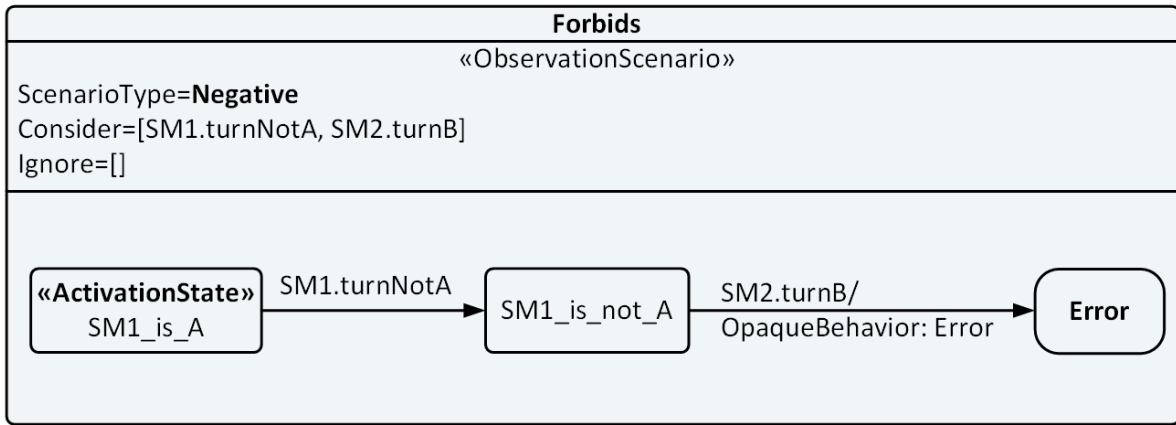 Forbids
«ObservationScenario»
ScenarioType=Negative
Consider=[SM1.turnNotA, SM2.turnB]
Ignore=[]
«ActivationState»
SM1_is_A
SM1.turnNotA
SM1_is_not_A
SM2.turnB/
OpaqueBehavior: Error
Error